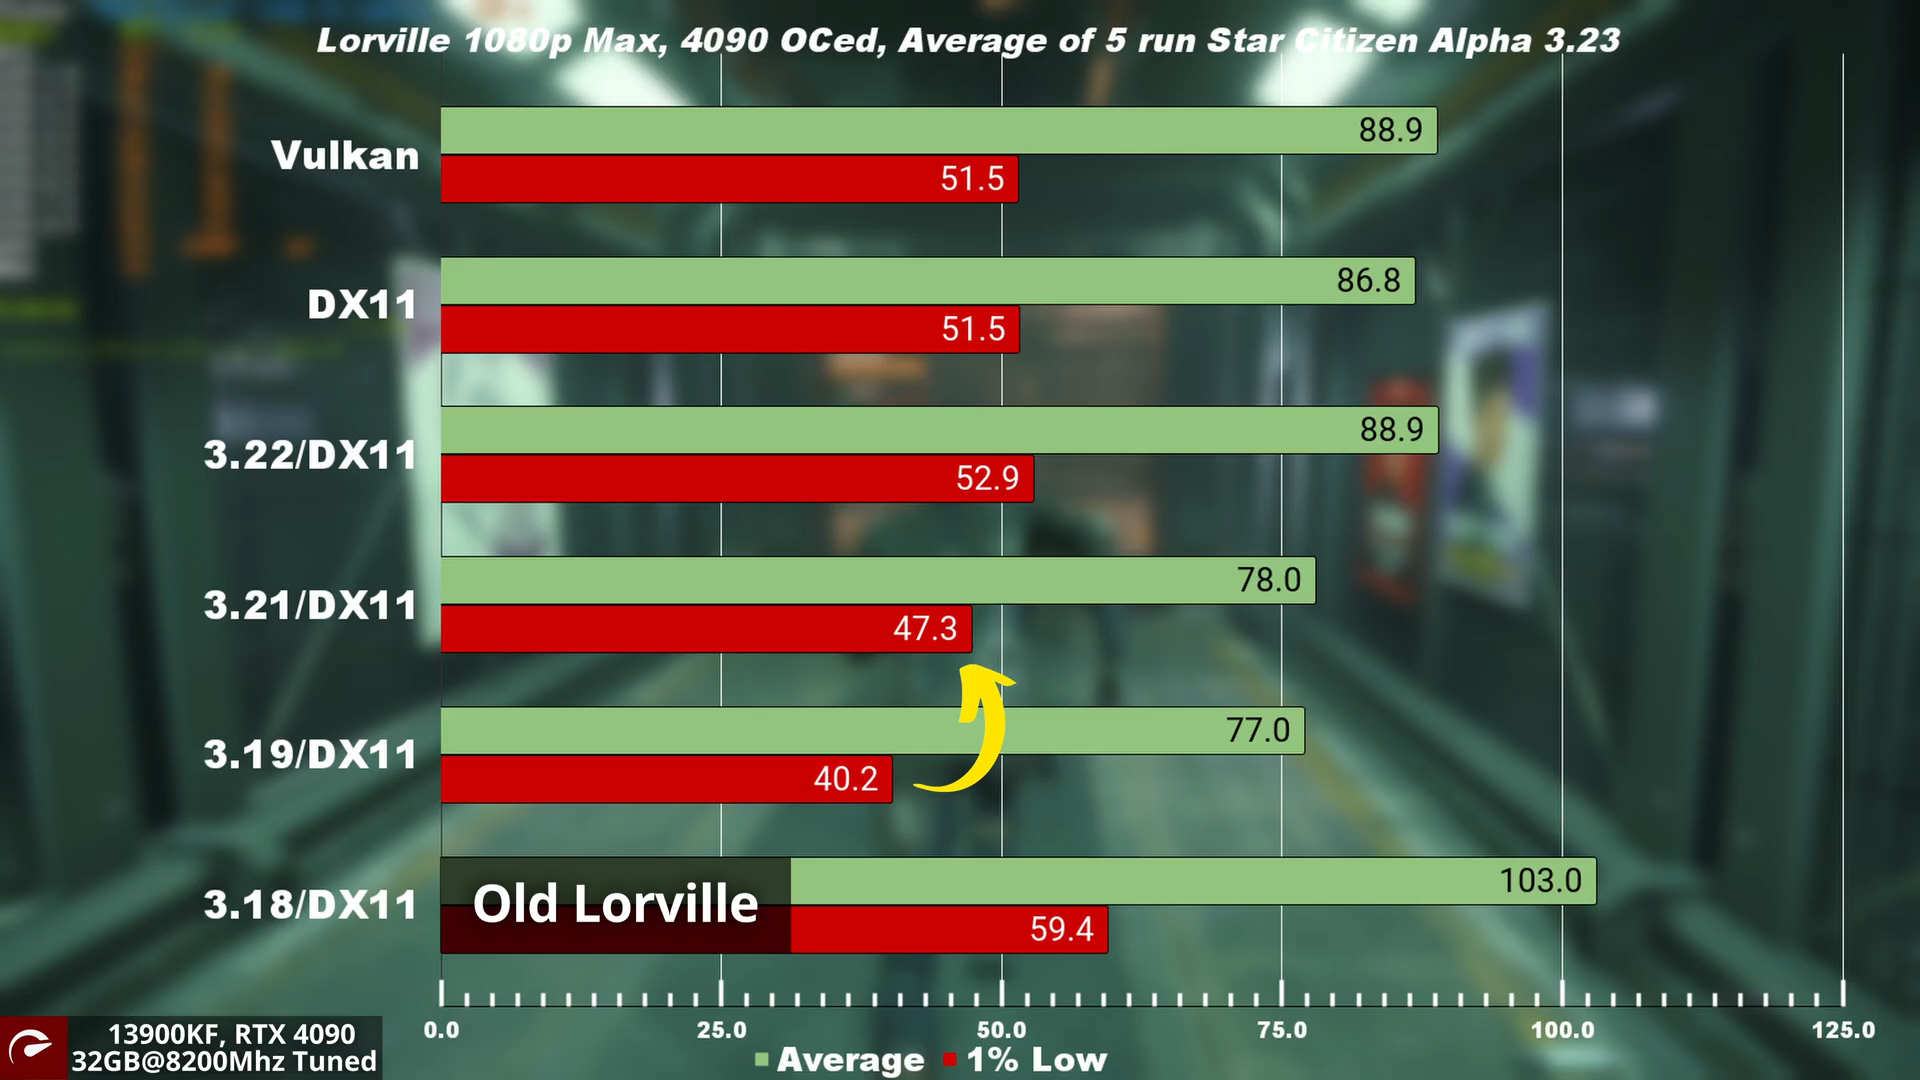 Lorville 1080p Max, 4090 OCed, Average of 5 run Star Citizen Alpha 3.23
Vulkan
88.9
51.5
DX11
86.8
51.5
3.22/DX11
88.9
52.9
3.21/DX11
78.0
47.3
3.19/DX11
77.0
40.2
3.18/DX11
Old Lorville
103.0
59.4
0.0 25.0 50.0 75.0 100.0 125.0
Average 1% Low
13900KF, RTX 4090
32GB@8200Mhz Tuned